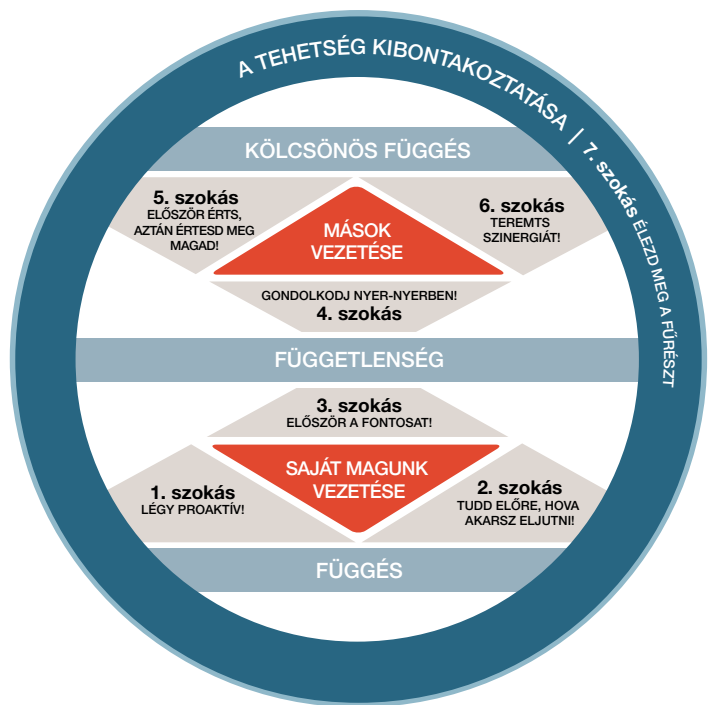 A TEHETSÉG KIBONTAKOZTATÁSA | 7. szokás ÉLEZD MEG A FŰRÉSZT
KÖLCSÖNÖS FÜGGÉS
5. szokás
ELŐSZÖR ÉRTS,
AZTÁN ÉRTESD MEG
MAGAD!
MÁSOK
VEZETÉSE
6. szokás
TEREMTS
SZINERGIÁT!
GONDOLKODJ NYER-NYERBEN!
4. szokás
FÜGGETLENSÉG
3. szokás
ELŐSZÖR A FONTOSAT!
1. szokás
LÉGY PROAKTÍV!
SAJÁT MAGUNK
VEZETÉSE
2. szokás
TUDD ELŐRE, HOVA
AKARSZ ELJUTNI!
FÜGGÉS